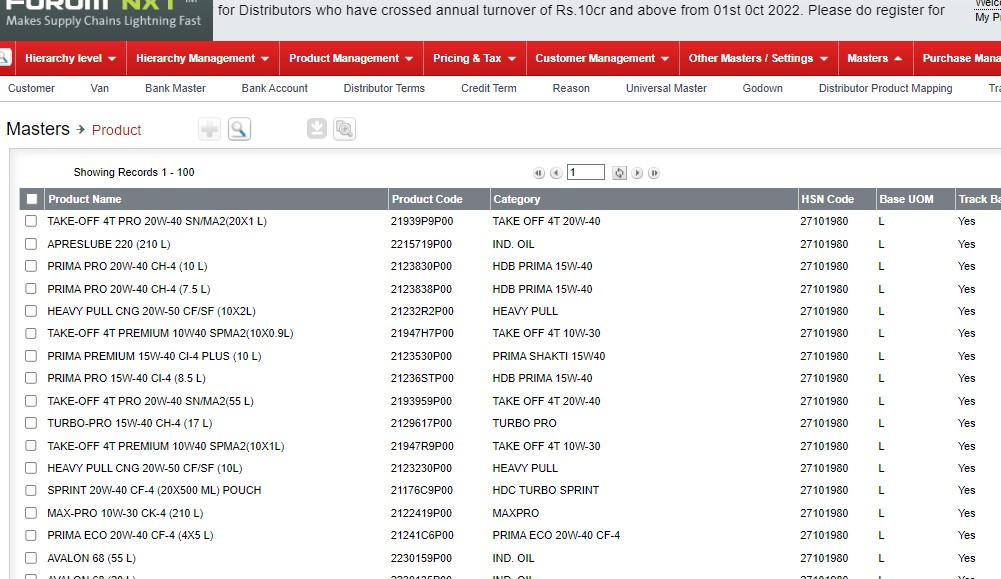 FORUM NXT TM
Makes Supply Chains Lightning Fast
for Distributors who have crossed annual turnover of Rs.10cr and above from 01st 0ct 2022. Please do register for
My P
Hierarchy level Hierarchy Management Product Management Pricing & Tax Customer Management Other Masters / Settings Masters Purchase Mana
Customer Van Bank Master Bank Account Distributor Terms Credit Term Reason Universal Master Godown Distributor Product Mapping Tra
Masters Product
Showing Records 1 - 100 1
Product Name Product Code Category HSN Code Base UOM Track Ba
TAKE-OFF 4T PRO 20W-40 SN/MA2(20X1 L) 21939P9P00 TAKE OFF 4T 20W-40 27101980 L Yes
APRESLUBE 220 (210 L) 2215719P00 IND. OIL 27101980 L Yes
PRIMA PRO 20W-40 CH-4 (10 L) 2123830P00 HDB PRIMA 15W-40 27101980 L Yes
PRIMA PRO 20W-40 CH-4 (7.5 L) 2123838P00 HDB PRIMA 15W-40 27101980 L Yes
HEAVY PULL CNG 20W-50 CF/SF (10X2L) 21232R2P00 HEAVY PULL 27101980 L Yes
TAKE-OFF 4T PREMIUM 10W40 SPMA2(10X0.9L) 21947H7P00 TAKE OFF 4T 10W-30 27101980 L Yes
PRIMA PREMIUM 15W-40 CI-4 PLUS (10 L) 2123530P00 PRIMA SHAKTI 15W40 27101980 L Yes
PRIMA PRO 15W-40 CI-4 (8.5 L) 21236STP00 HDB PRIMA 15W-40 27101980 L Yes
TAKE-OFF 4T PRO 20W-40 SN/MA2(55 L) 2193959P00 TAKE OFF 4T 20W-40 27101980 L Yes
TURBO-PRO 15W-40 CH-4 (17 L) 2129617P00 TURBO PRO 27101980 L Yes
TAKE-OFF 4T PREMIUM 10W40 SPMA2(10X1L) 21947R9P00 TAKE OFF 4T 10W-30 27101980 L Yes
HEAVY PULL CNG 20W-50 CF/SF (10L) 2123230P00 HEAVY PULL 27101980 L Yes
SPRINT 20W-40 CF-4 (20X500 ML) POUCH 21176C9P00 HDC TURBO SPRINT 27101980 L Yes
MAX-PRO 10W-30 CK-4 (210 L) 2122419P00 MAXPRO 27101980 L Yes
PRIMA ECO 20W-40 CF-4 (4X5 L) 21241C6P00 PRIMA ECO 20W-40 CF-4 27101980 L Yes
AVALON 68 (55 L) 2230159P00 IND. OIL 27101980 L Yes